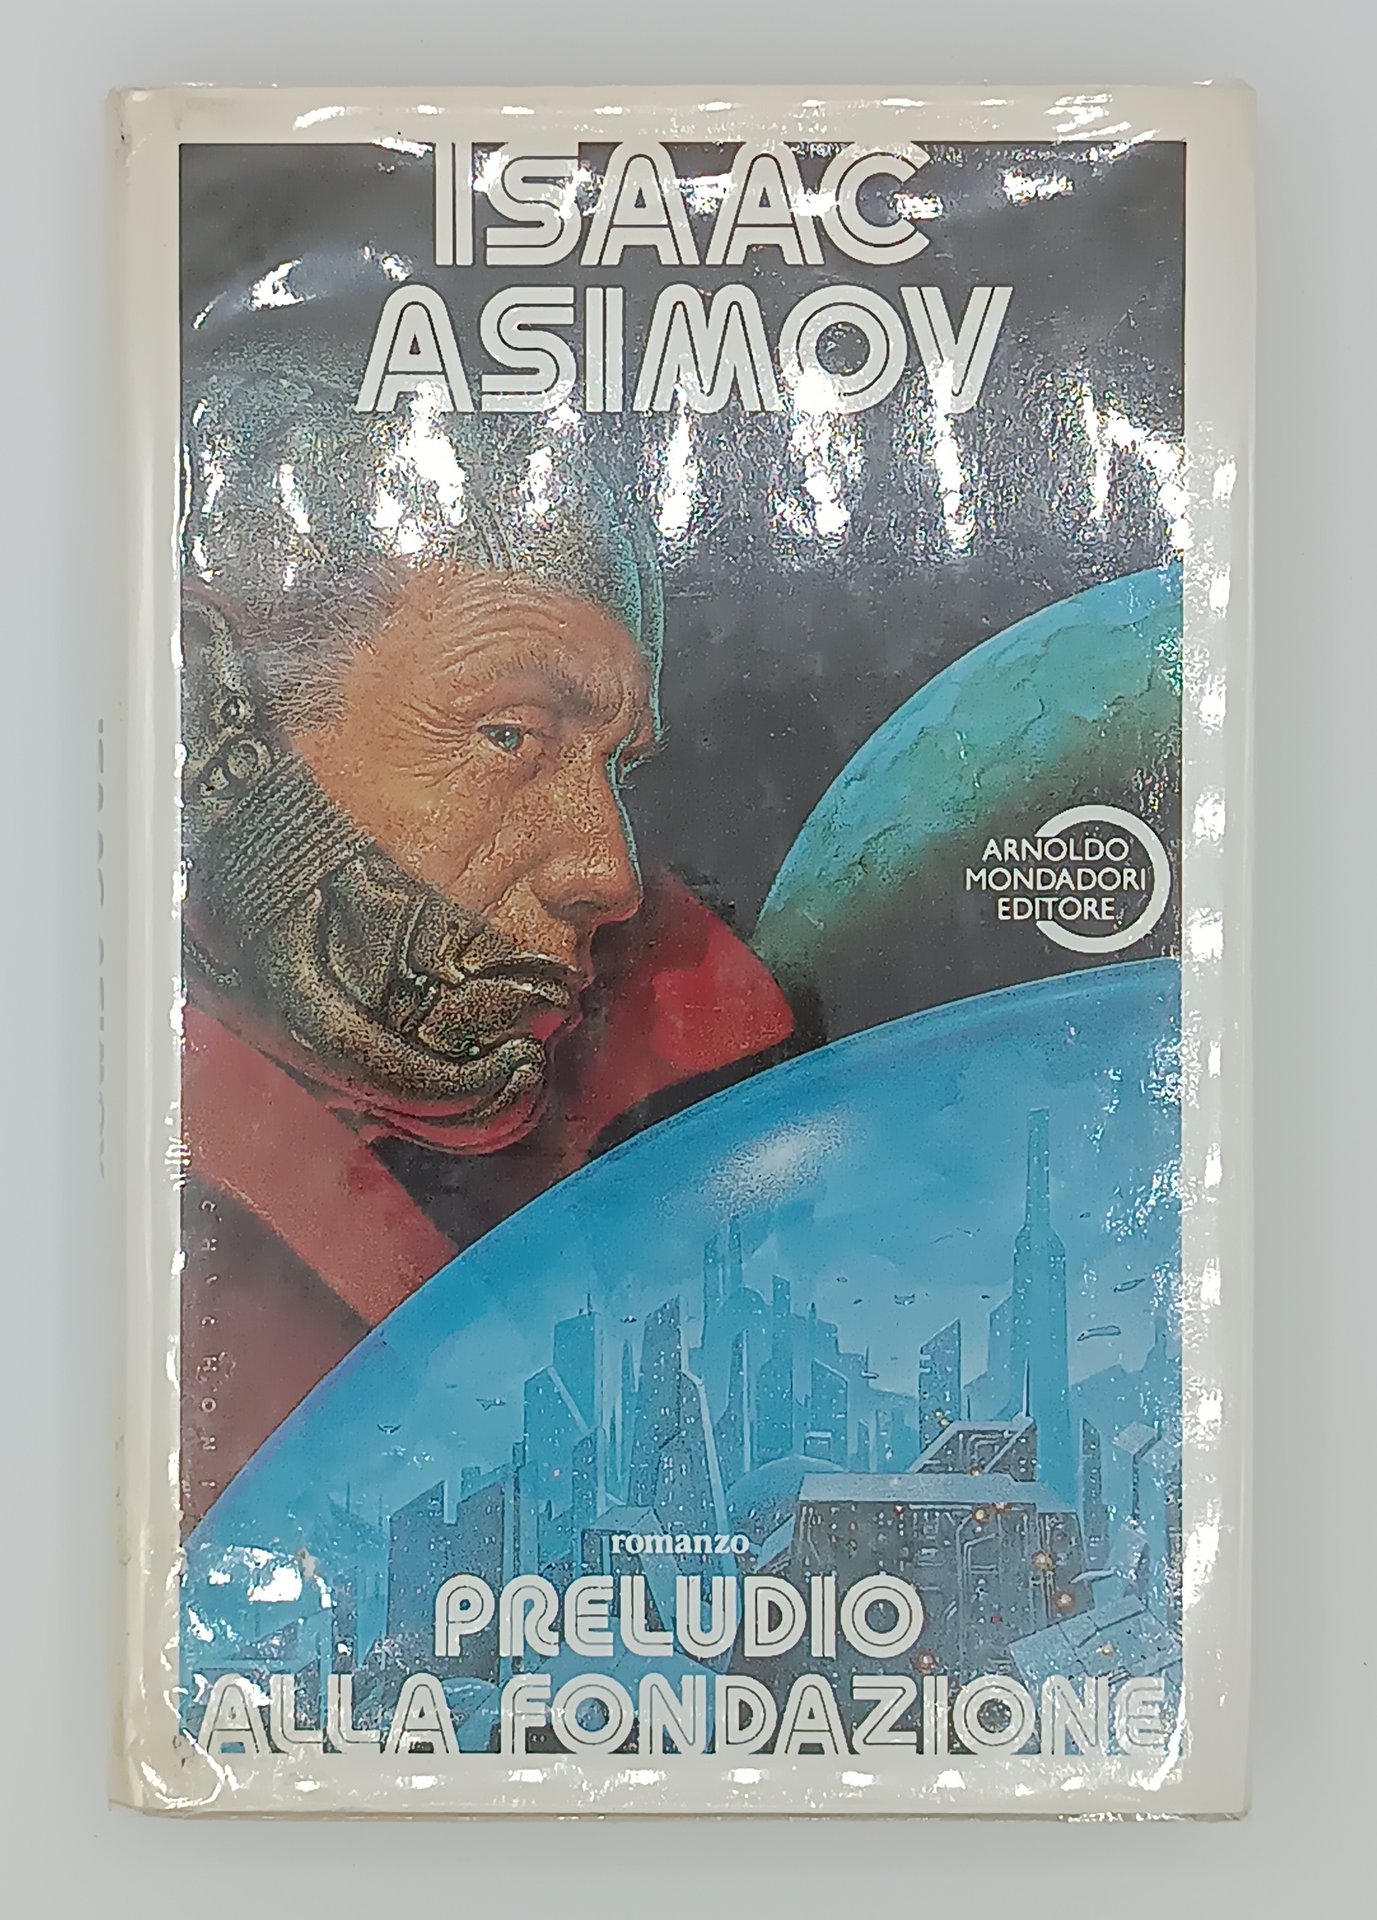 ISAAC
ASIMOV
ARNOLDO
MONDADORI
EDITORE
romanzo
PRELUDIO
ALLA FONDAZIONE